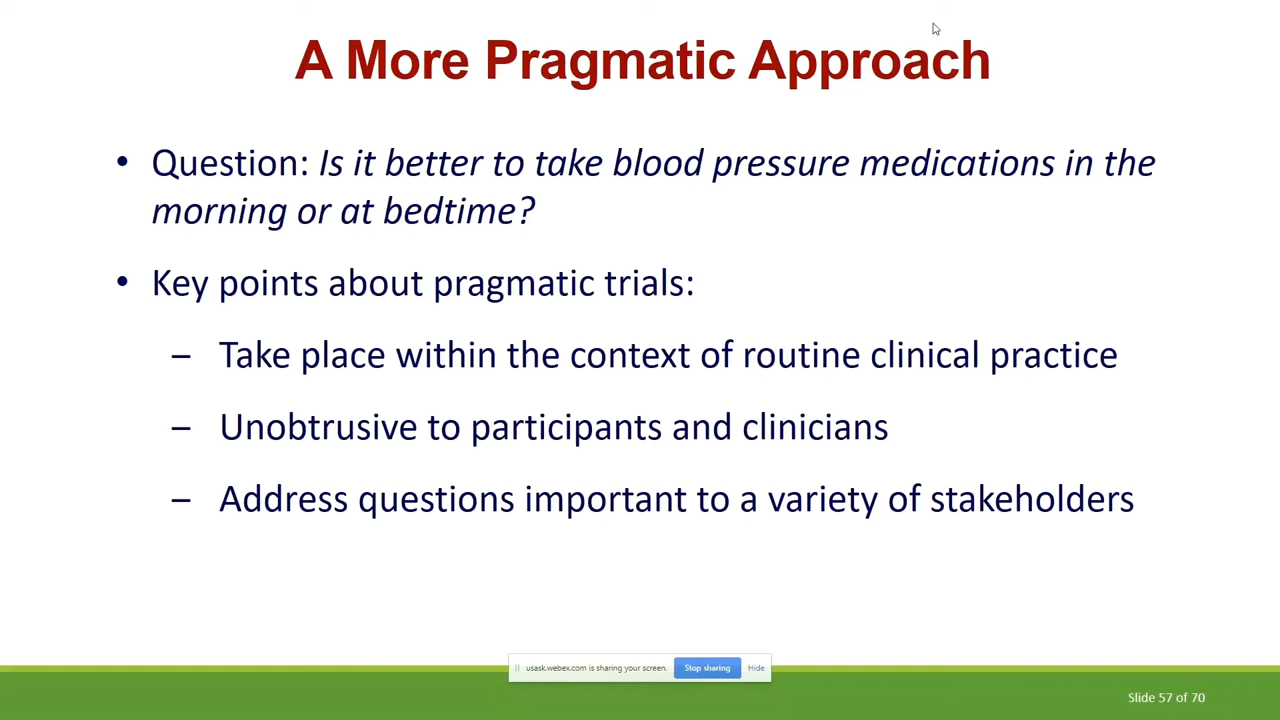 A More Pragmatic Approach
• Question: Is it better to take blood pressure medications in the
morning or at bedtime?
• Key points about pragmatic trials:
– Take place within the context of routine clinical practice
– Unobtrusive to participants and clinicians
– Address questions important to a variety of stakeholders
usask.webex.com is sharing your screen. Stop sharing Hide
Slide 57 of 70